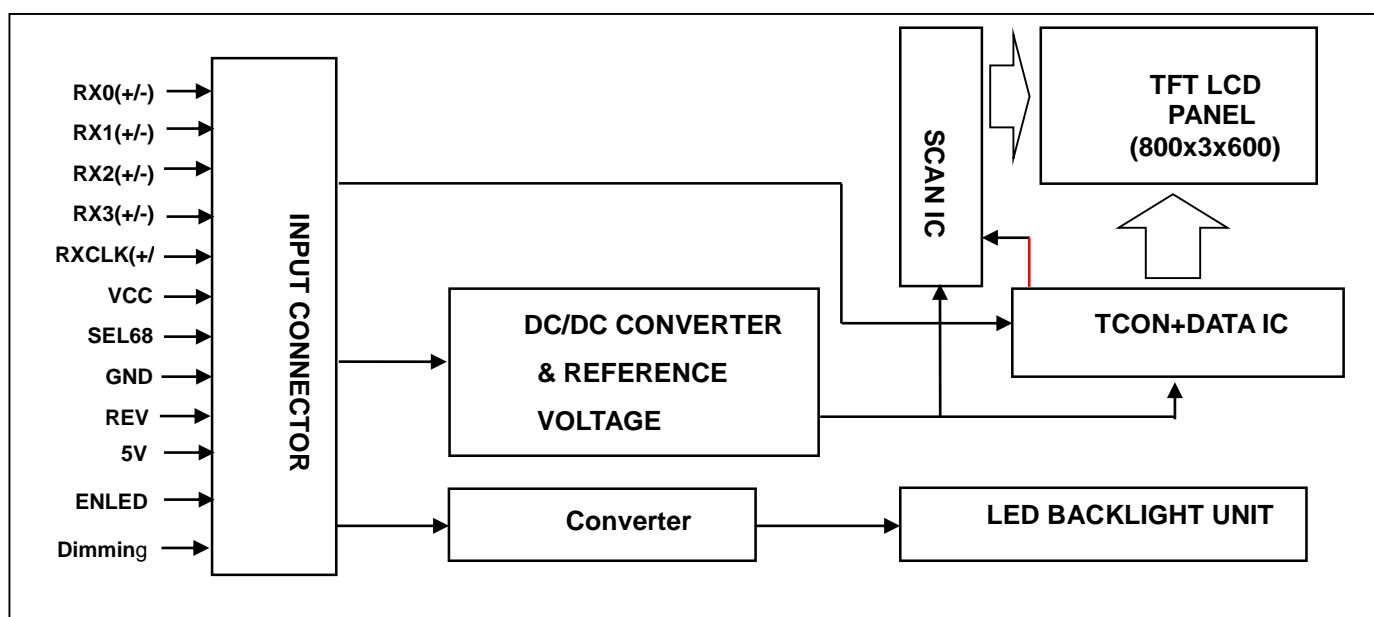 RX0(+/-)
RX1(+/-)
RX2(+/-)
RX3(+/-)
RXCLK(+/
VCC
SEL68
GND
REV
5V
ENLED
Dimming
INPUT CONNECTOR
DC/DC CONVERTER
& REFERENCE
VOLTAGE
Converter
SCAN IC
TFT LCD
PANEL
(800x3x600)
TCON+DATA IC
LED BACKLIGHT UNIT